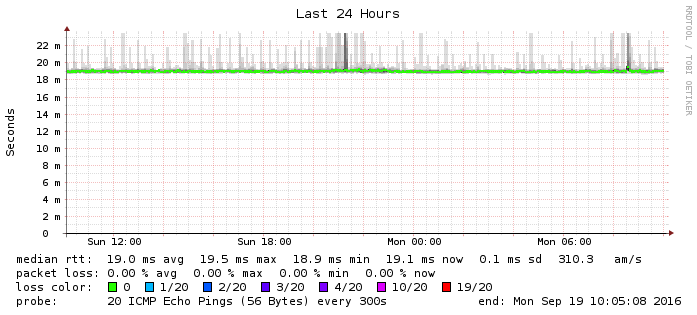 Last 24 Hours
RRDTOOL / TOBI OETIKER
Seconds
22 m
20 m
18 m
16 m
14 m
12 m
10 m
8 m
6 m
4 m
2 m
0
Sun 12:00 Sun 18:00 Mon 00:00 Mon 06:00
median rtt: 19.0 ms avg 19.5 ms max 18.9 ms min 19.1 ms now 0.1 ms sd 310.3 am/s
packet loss: 0.00 % avg 0.00 % max 0.00 % min 0.00 % now
loss color: 0 1/20 2/20 3/20 4/20 10/20 19/20
probe: 20 ICMP Echo Pings (56 Bytes) every 300s end: Mon Sep 19 10:05:08 2016